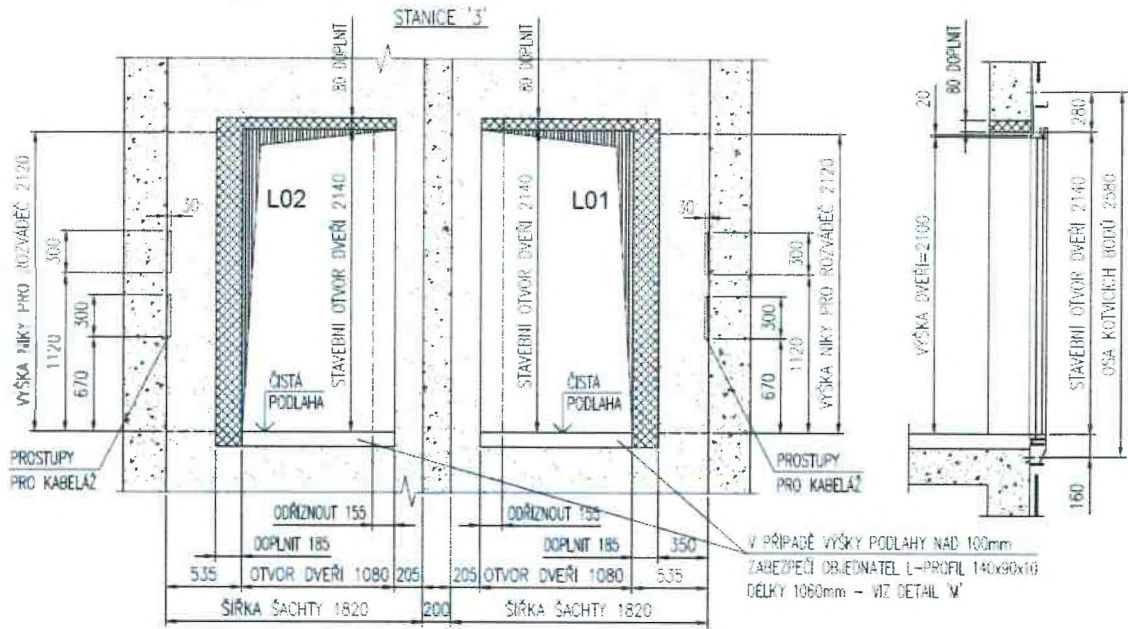 STANICE '3'
80 DOPLNIT
80 DOPLNIT
80 DOPLNIT
20
280
L02
L01
VÝŠKA NIKY PRO ROZVADĚČ 2120
30
300
1120
300
670
STAVEBNÍ OTVOR DVEŘÍ 2140
STAVEBNÍ OTVOR DVEŘÍ 2140
30
300
300
1120
670
VÝŠKA NIKY PRO ROZVADĚČ 2120
VÝŠKA DVEŘÍ=2100
STAVEBNÍ OTVOR DVEŘÍ 2140
OSA KOTVICÍCH BODŮ 2580
160
ČISTÁ
PODLAHA
ČISTÁ
PODLAHA
PROSTUPY
PRO KABELÁŽ
PROSTUPY
PRO KABELÁŽ
ODŘÍZNOUT 155
ODŘÍZNOUT 155
DOPLNIT 185
DOPLNIT 185
350
535
OTVOR DVEŘÍ 1080
205
205
OTVOR DVEŘÍ 1080
535
ŠÍŘKA ŠACHTY 1820
200
ŠÍŘKA ŠACHTY 1820
V PŘÍPADĚ VÝŠKY PODLAHY NAD 100mm
ZABEZPEČÍ OBJEDNATEL L-PROFIL 140x90x10
DÉLKY 1060mm - VIZ DETAIL 'M'